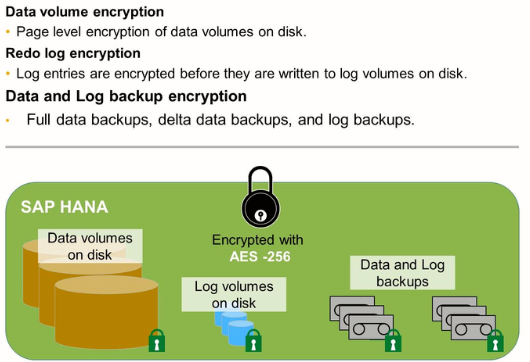 Data volume encryption
• Page level encryption of data volumes on disk.
Redo log encryption
• Log entries are encrypted before they are written to log volumes on disk.
Data and Log backup encryption
• Full data backups, delta data backups, and log backups.
SAP HANA
Data volumes
on disk
Encrypted with
AES -256
Log volumes
on disk
Data and Log
backups